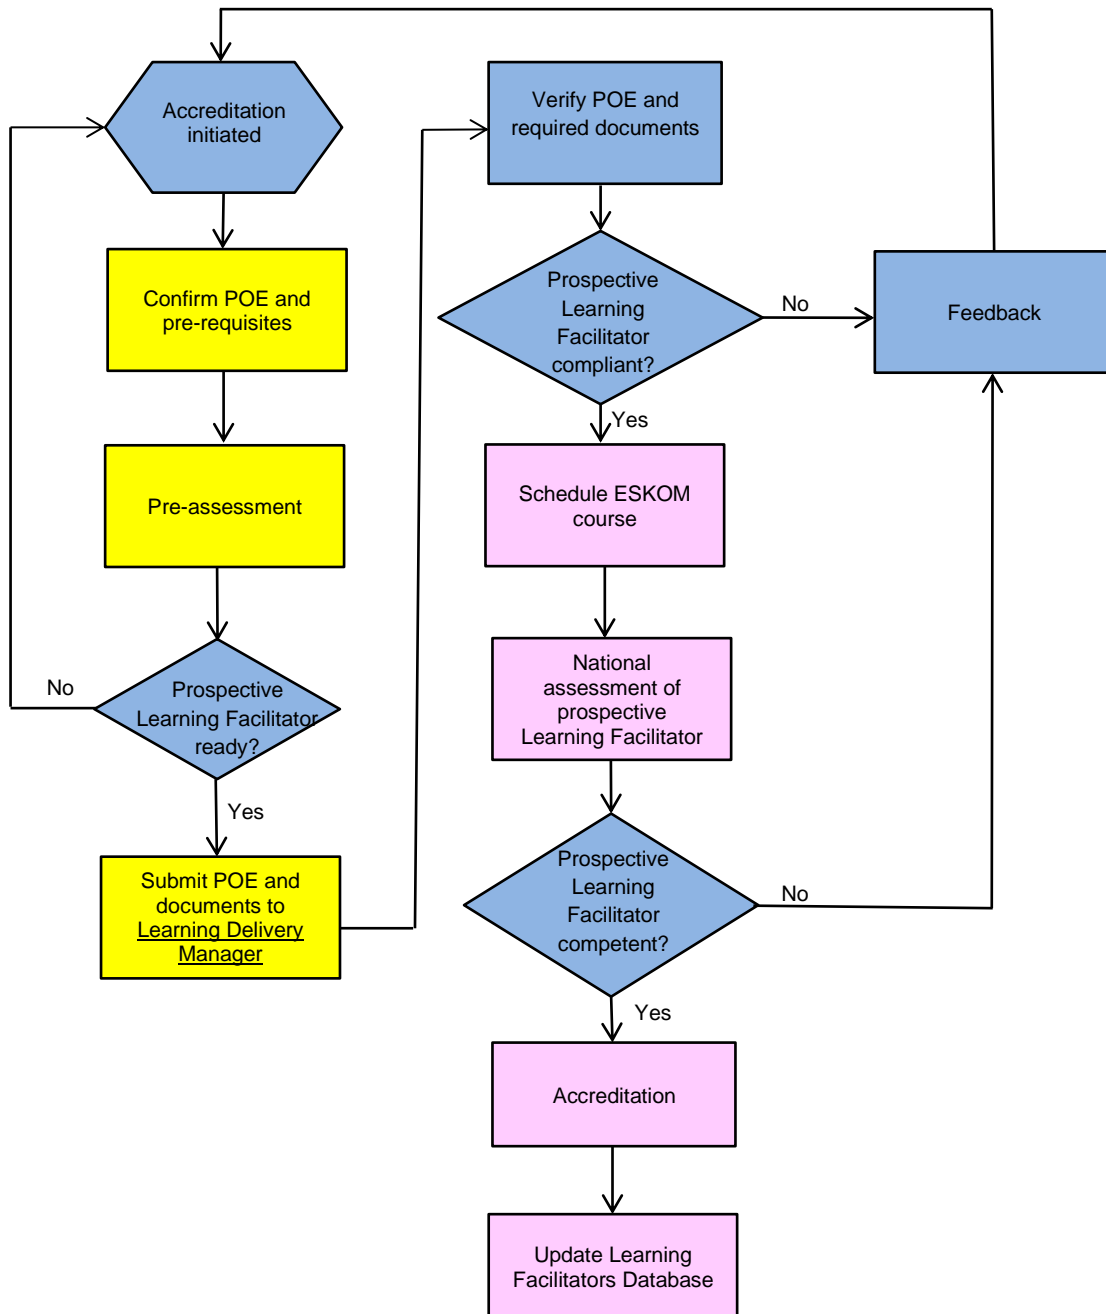 Accreditation
initiated
Confirm POE and
pre-requisites
Pre-assessment
Prospective
Learning Facilitator
ready?
No
Yes
Submit POE and
documents to
Learning Delivery
Manager
Verify POE and
required documents
Prospective
Learning
Facilitator
compliant?
No
Feedback
Yes
Schedule ESKOM
course
National
assessment of
prospective
Learning Facilitator
Prospective
Learning
Facilitator
competent?
No
Yes
Accreditation
Update Learning
Facilitators Database